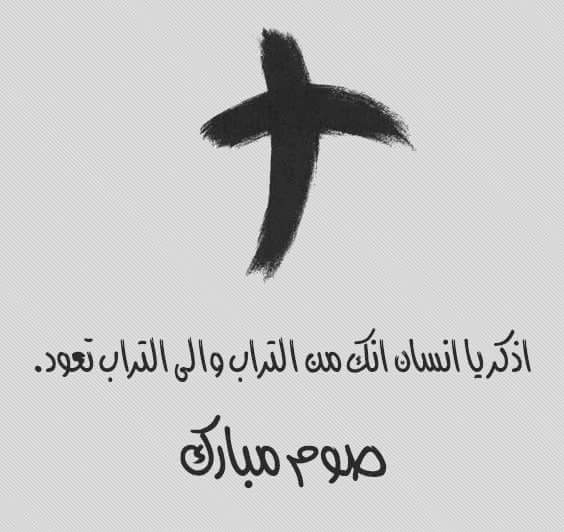 اذكر يا انسان انك من التراب والى التراب تعود.
صوم مبارك